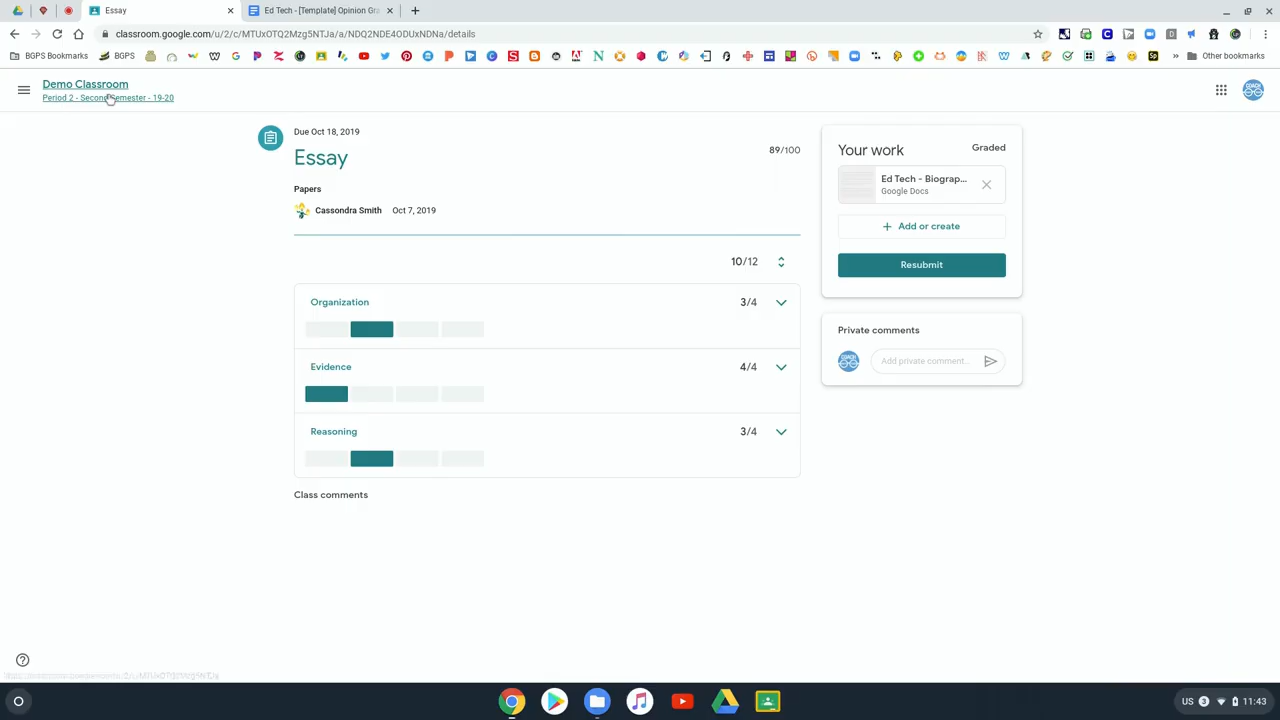 Essay
Ed Tech - [Template] Opinion Gra
classroom.google.com/u/2/c/MTUxOTQ2Mzg5NTJa/a/NDQ2NDE4ODUxNDNa/details
BGPS Bookmarks
BGPS
Other bookmarks
Demo Classroom
Period 2 - Second Semester - 19-20
Due Oct 18, 2019
Essay
89/100
Papers
Cassondra Smith Oct 7, 2019
10/12
Organization 3/4
Evidence 4/4
Reasoning 3/4
Class comments
Your work Graded
Ed Tech - Biograp...
Google Docs
+ Add or create
Resubmit
Private comments
COACH
Add private comment...
US 3 11:43